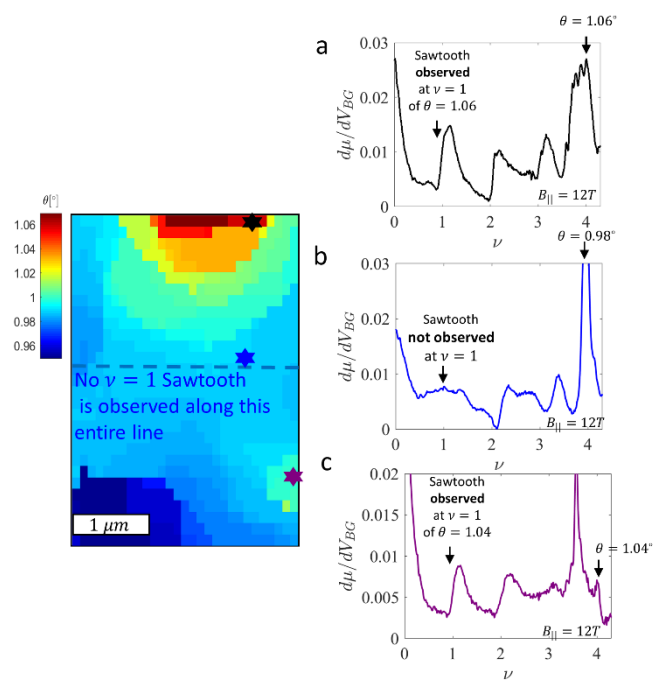 a
θ = 1.06°
Sawtooth
observed
at ν = 1
of θ = 1.06
dμ/dV_BG
0.03
0.02
0.01
0
0
1
2
3
4
ν
B_|| = 12T
θ[°]
1.06
1.04
1.02
1
0.98
0.96
No ν = 1 Sawtooth
is observed along this
entire line
1 μm
b
θ = 0.98°
Sawtooth
not observed
at ν = 1
dμ/dV_BG
0.03
0.02
0.01
0
0
1
2
3
4
ν
B_|| = 12T
c
Sawtooth
observed
at ν = 1
of θ = 1.04
θ = 1.04°
dμ/dV_BG
0.02
0.015
0.01
0.005
0
0
1
2
3
4
ν
B_|| = 12T